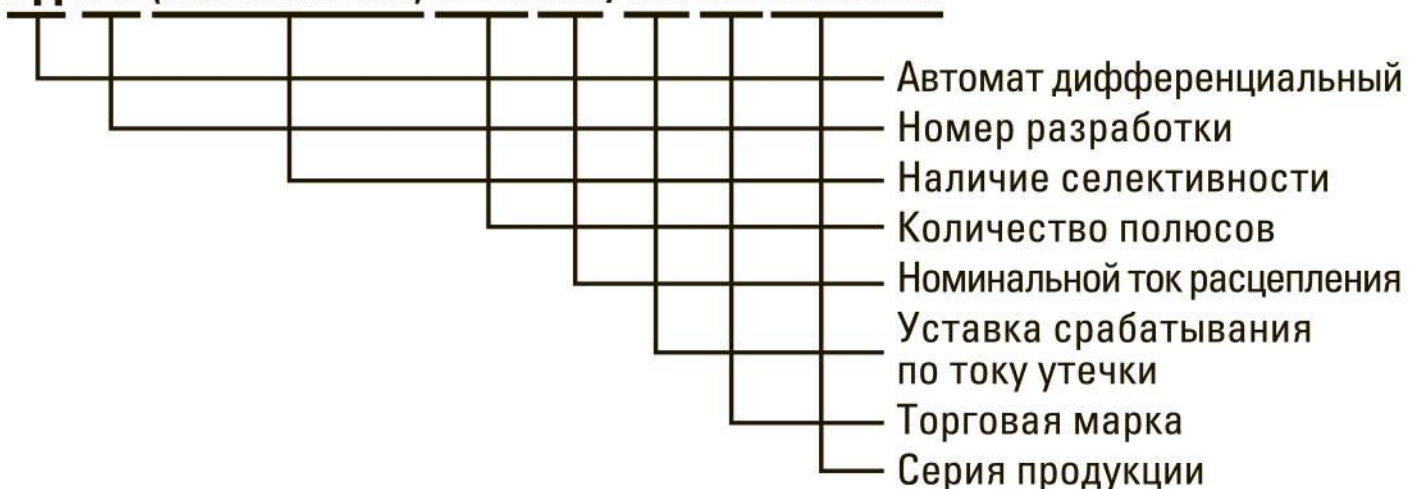 Автомат дифференциальный
Номер разработки
Наличие селективности
Количество полюсов
Номинальной ток расцепления
Уставка срабатывания
по току утечки
Торговая марка
Серия продукции